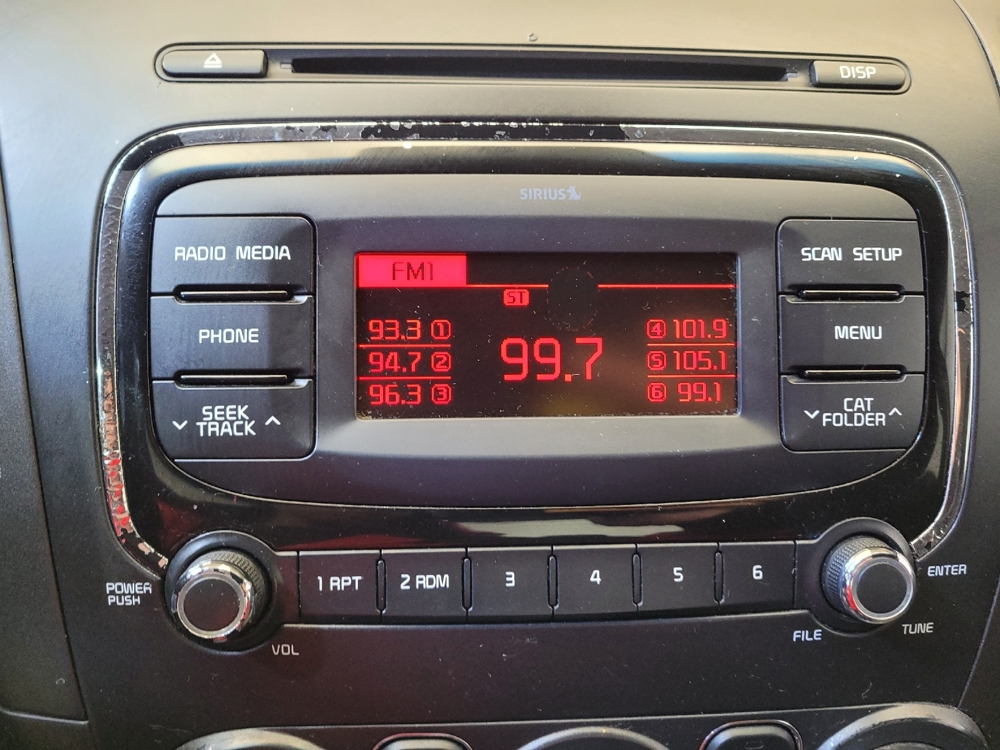 DISP
SIRIUS
RADIO MEDIA
SCAN SETUP
FM1
ST
PHONE
MENU
93.3 1
94.7 2
96.3 3
99.7
4 101.9
5 105.1
6 99.1
SEEK
TRACK
CAT
FOLDER
1 RPT
2 RDM
3
4
5
6
POWER
PUSH
VOL
FILE
ENTER
TUNE